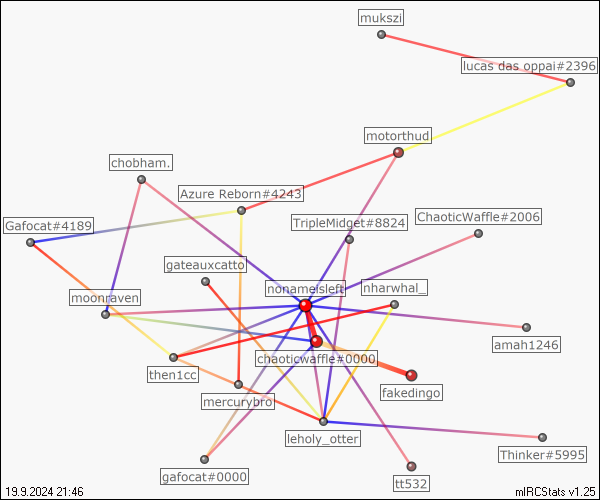 mukszi
lucas das oppai#2396
motorthud
chobham.
Azure Reborn#4243
Gafocat#4189
TripleMidget#8824
ChaoticWaffle#2006
gateauxcatto
nonameisleft
nharwhal_
moonraven
amah1246
chaoticwaffle#0000
then1cc
fakedingo
mercurybro
leholy_otter
Thinker#5995
gafocat#0000
tt532
19.9.2024 21:46
mIRCStats v1.25